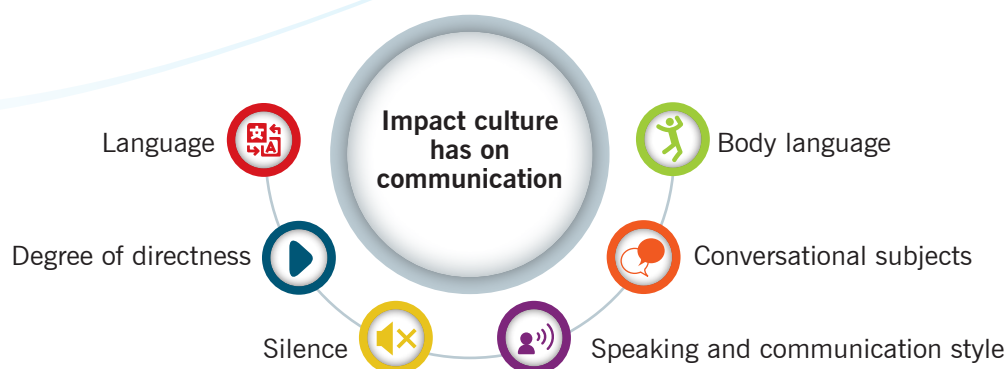 Impact culture
has on
communication
Language
Body language
Degree of directness
Conversational subjects
Silence
Speaking and communication style